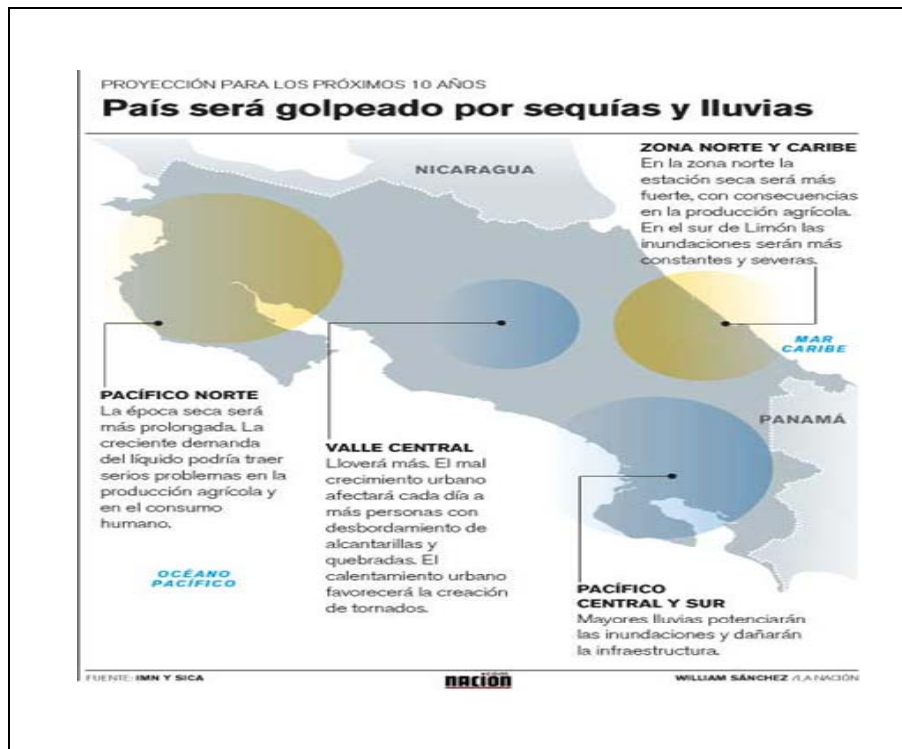 PROYECCIÓN PARA LOS PRÓXIMOS 10 AÑOS
País será golpeado por sequías y lluvias
NICARAGUA
ZONA NORTE Y CARIBE
En la zona norte la
estación seca será más
fuerte, con consecuencias
en la producción agrícola.
En el sur de Limón las
inundaciones serán más
constantes y severas.
MAR
CARIBE
PANAMÁ
PACÍFICO NORTE
La época seca será
más prolongada. La
creciente demanda
del líquido podría traer
serios problemas en la
producción agrícola y
en el consumo
humano.
VALLE CENTRAL
Lloverá más. El mal
crecimiento urbano
afectará cada día a
más personas con
desbordamiento de
alcantarillas y
quebradas. El
calentamiento urbano
favorecerá la creación
de tornados.
OCÉANO
PACÍFICO
PACÍFICO
CENTRAL Y SUR
Mayores lluvias potenciarán
las inundaciones y dañarán
la infraestructura.
FUENTE: IMN Y SICA
nación
WILLIAM SÁNCHEZ /LA NACIÓN